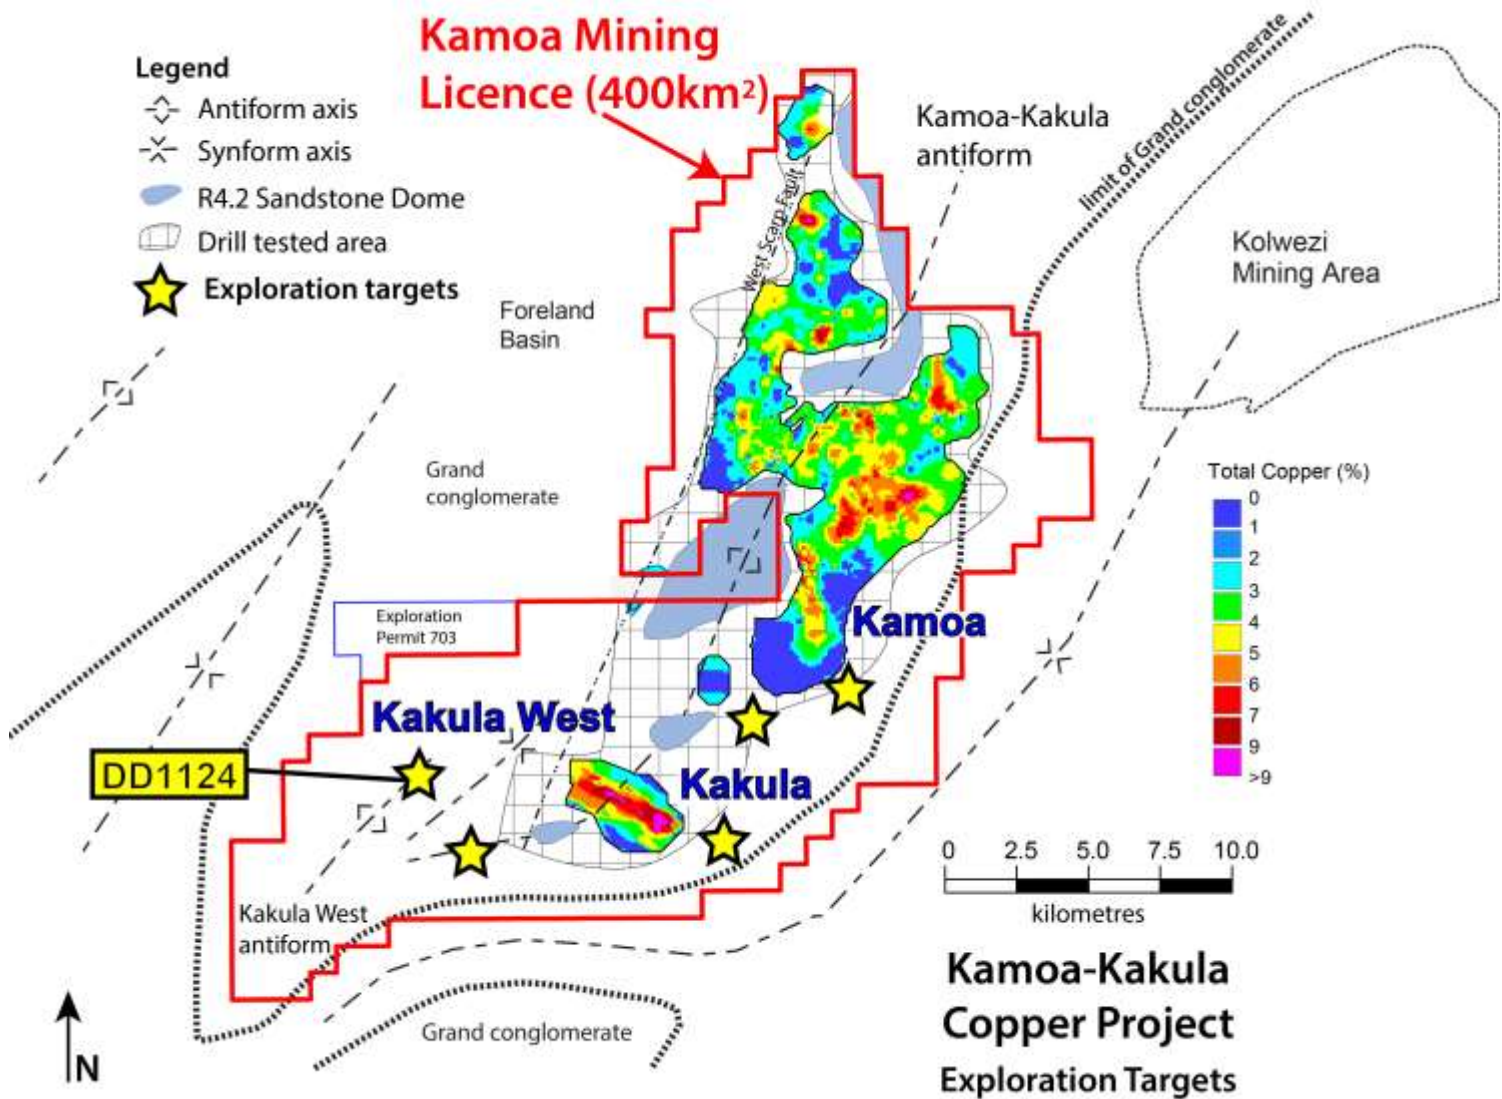 Kamoa Mining
Licence (400km²)
Legend
Antiform axis
Synform axis
R4.2 Sandstone Dome
Drill tested area
Exploration targets
Kamoa-Kakula
antiform
limit of Grand conglomerate
West Scarp Fault
Kolwezi
Mining Area
Foreland
Basin
Grand
conglomerate
Total Copper (%)
0
1
2
3
4
5
6
7
9
>9
Exploration
Permit 703
Kamoa
Kakula West
DD1124
Kakula
0 2.5 5.0 7.5 10.0
kilometres
Kakula West
antiform
Grand conglomerate
N
Kamoa-Kakula
Copper Project
Exploration Targets